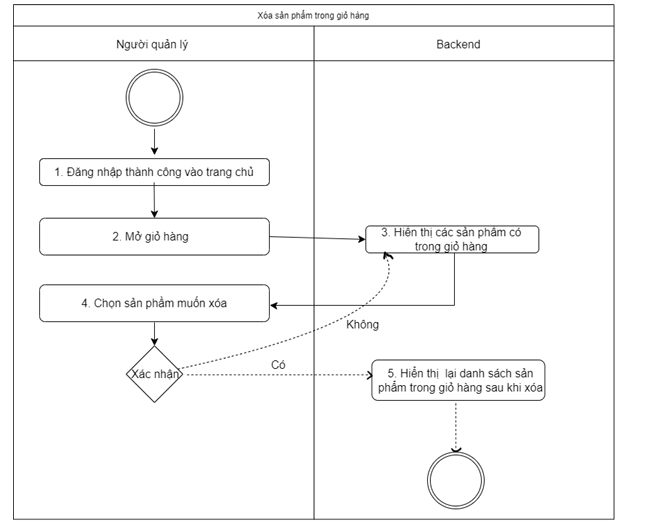 Xóa sản phẩm trong giỏ hàng
Người quản lý
Backend
1. Đăng nhập thành công vào trang chủ
2. Mở giỏ hàng
3. Hiển thị các sản phẩm có
trong giỏ hàng
4. Chọn sản phẩm muốn xóa
Không
Xác nhận
Có
5. Hiển thị lại danh sách sản
phẩm trong giỏ hàng sau khi xóa